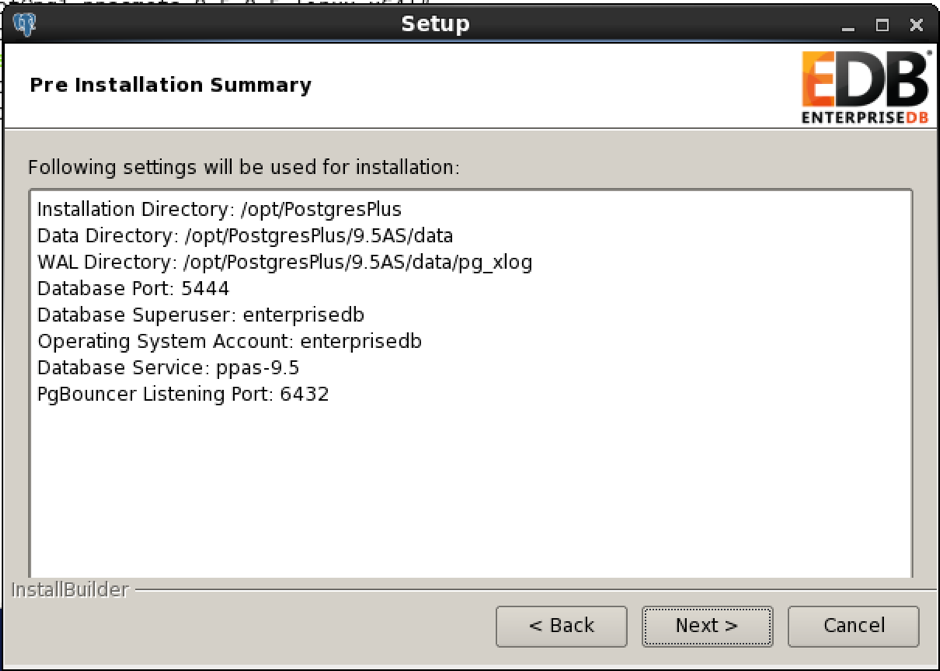 Setup
Pre Installation Summary
EDB
ENTERPRISEDB
Following settings will be used for installation:
Installation Directory: /opt/PostgresPlus
Data Directory: /opt/PostgresPlus/9.5AS/data
WAL Directory: /opt/PostgresPlus/9.5AS/data/pg_xlog
Database Port: 5444
Database Superuser: enterprisedb
Operating System Account: enterprisedb
Database Service: ppas-9.5
PgBouncer Listening Port: 6432
InstallBuilder
< Back
Next >
Cancel